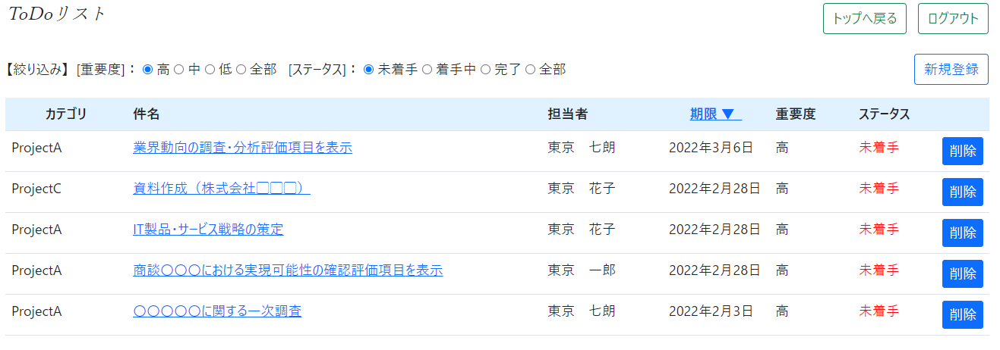 ToDoリスト
トップへ戻る ログアウト
【絞り込み】 [重要度]： 高 中 低 全部 [ステータス]： 未着手 着手中 完了 全部 新規登録
カテゴリ 件名 担当者 期限 ▼ 重要度 ステータス
ProjectA 業界動向の調査・分析評価項目を表示 東京　七朗 2022年3月6日 高 未着手 削除
ProjectC 資料作成（株式会社□□□） 東京　花子 2022年2月28日 高 未着手 削除
ProjectA IT製品・サービス戦略の策定 東京　花子 2022年2月28日 高 未着手 削除
ProjectA 商談〇〇〇における実現可能性の確認評価項目を表示 東京　一郎 2022年2月28日 高 未着手 削除
ProjectA 〇〇〇〇〇に関する一次調査 東京　七朗 2022年2月3日 高 未着手 削除